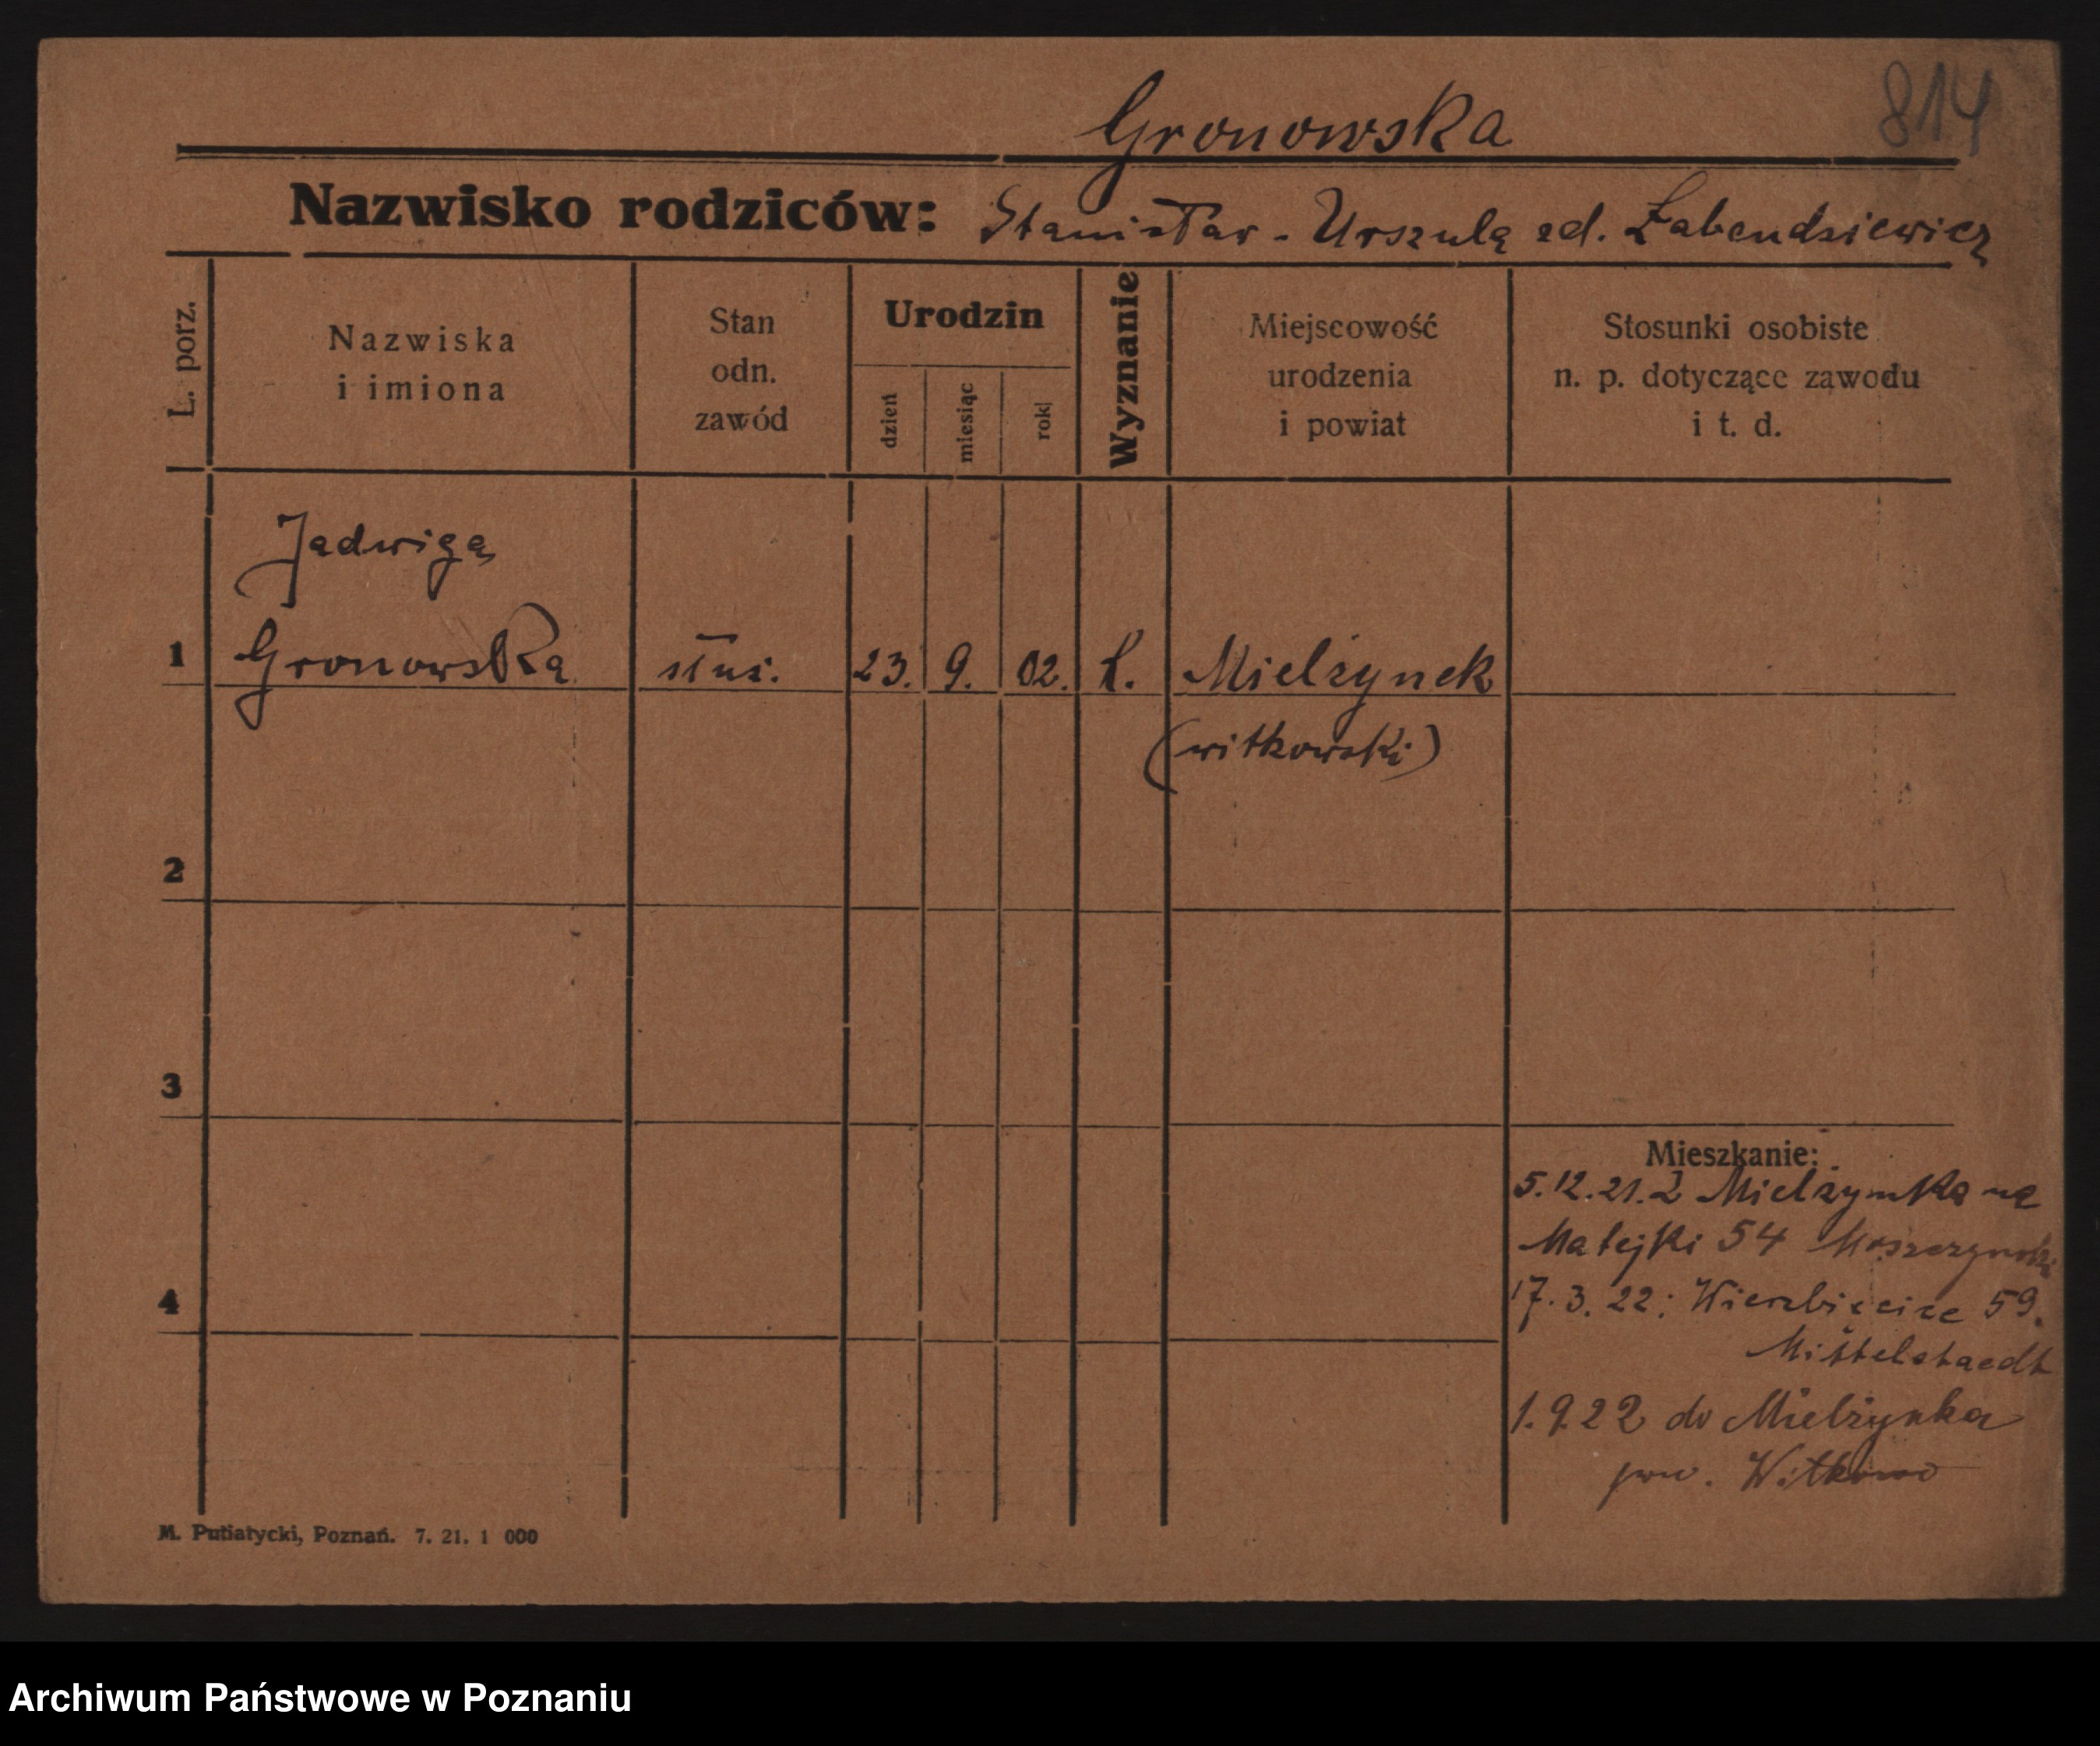 814
Gronowska
Nazwisko rodziców: Stanisław - Urszulą zd. Łabendziewicz
L. porz.
Nazwiska
i imiona
Stan
odn.
zawód
Urodzin
dzień
miesiąc
rok
Wyznanie
Miejscowość
urodzenia
i powiat
Stosunki osobiste
n. p. dotyczące zawodu
i t. d.
Jadwigą
1 Gronowska służ. 23. 9. 02. k. Mielżynek
(witkowski)
2
3
Mieszkanie:
5.12.21. Z Mielżynka na
Matejki 54
17.3.22: Wierzbięcice 59.
Mittelstaedt
4
1.9.22 do Mielżynka
pow. Witkowo
M. Putiatycki, Poznań. 7. 21. 1 000
Archiwum Państwowe w Poznaniu